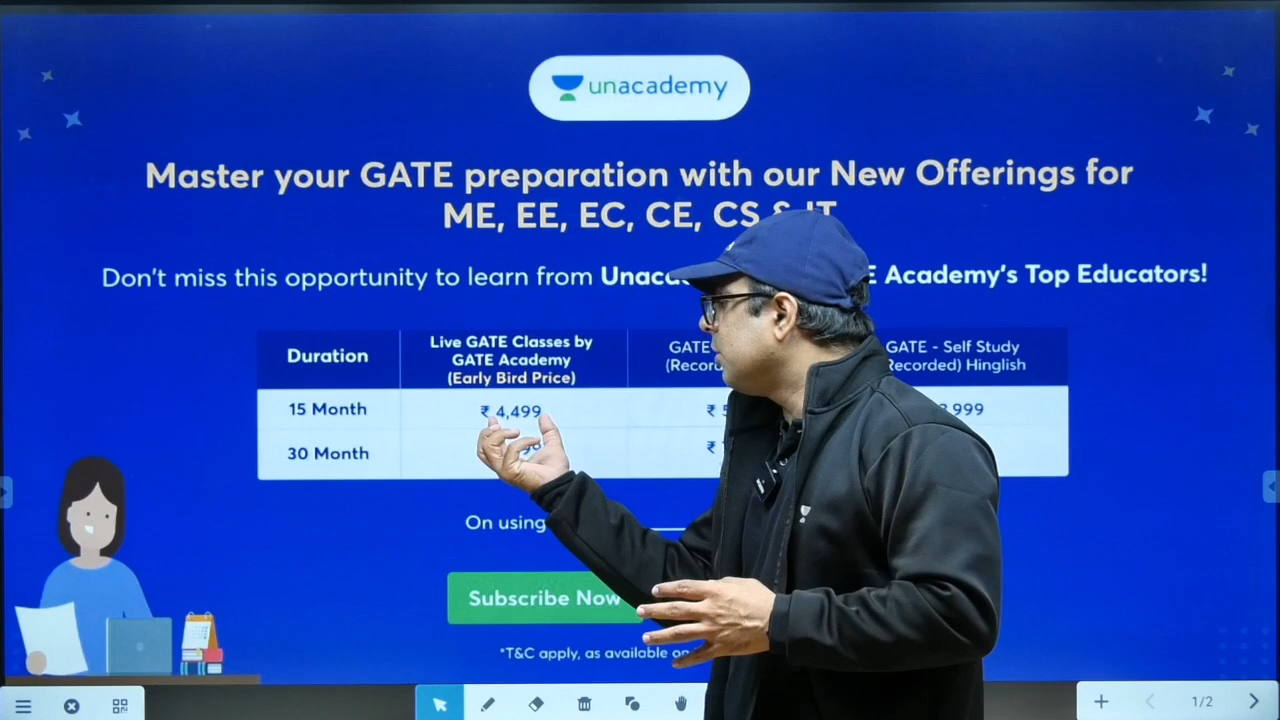 unacademy
Master your GATE preparation with our New Offerings for
ME, EE, EC, CE, CS & IT
Don't miss this opportunity to learn from E Academy's Top Educators!
Duration
Live GATE Classes by
GATE Academy
(Early Bird Price)
GATE
GATE - Self Study
Recorded) Hinglish
15 Month
₹ 4,499
₹
999
30 Month
₹
On using
Subscribe Now
*T&C apply, as available on
1/2